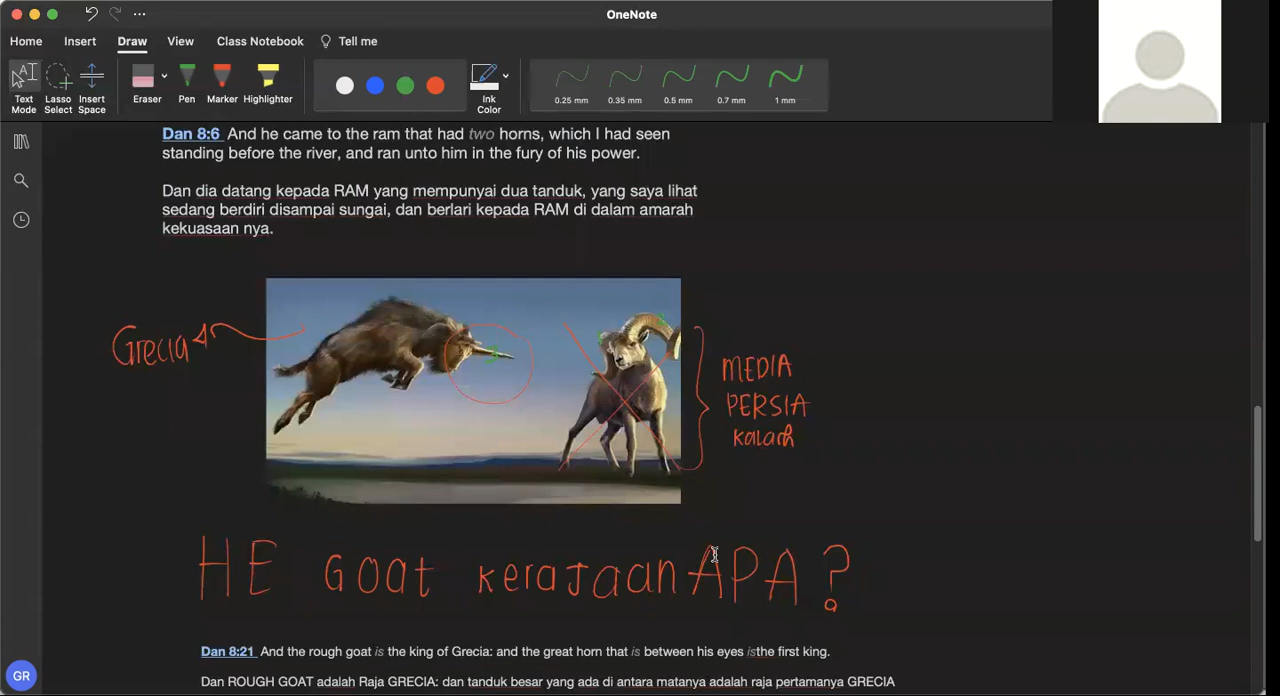 OneNote
Home Insert Draw View Class Notebook Tell me
Text Mode
Lasso Select
Insert Space
Eraser
Pen
Marker
Highlighter
Ink Color
0.25 mm 0.35 mm 0.5 mm 0.7 mm 1 mm
Dan 8:6 And he came to the ram that had two horns, which I had seen
standing before the river, and ran unto him in the fury of his power.
Dan dia datang kepada RAM yang mempunyai dua tanduk, yang saya lihat
sedang berdiri disampai sungai, dan berlari kepada RAM di dalam amarah
kekuasaan nya.
Grecia
MEDIA
PERSIA
HE Goat kerajaan APA ?
Dan 8:21 And the rough goat is the king of Grecia: and the great horn that is between his eyes isthe first king.
Dan ROUGH GOAT adalah Raja GRECIA: dan tanduk besar yang ada di antara matanya adalah raja pertamanya GRECIA
GR